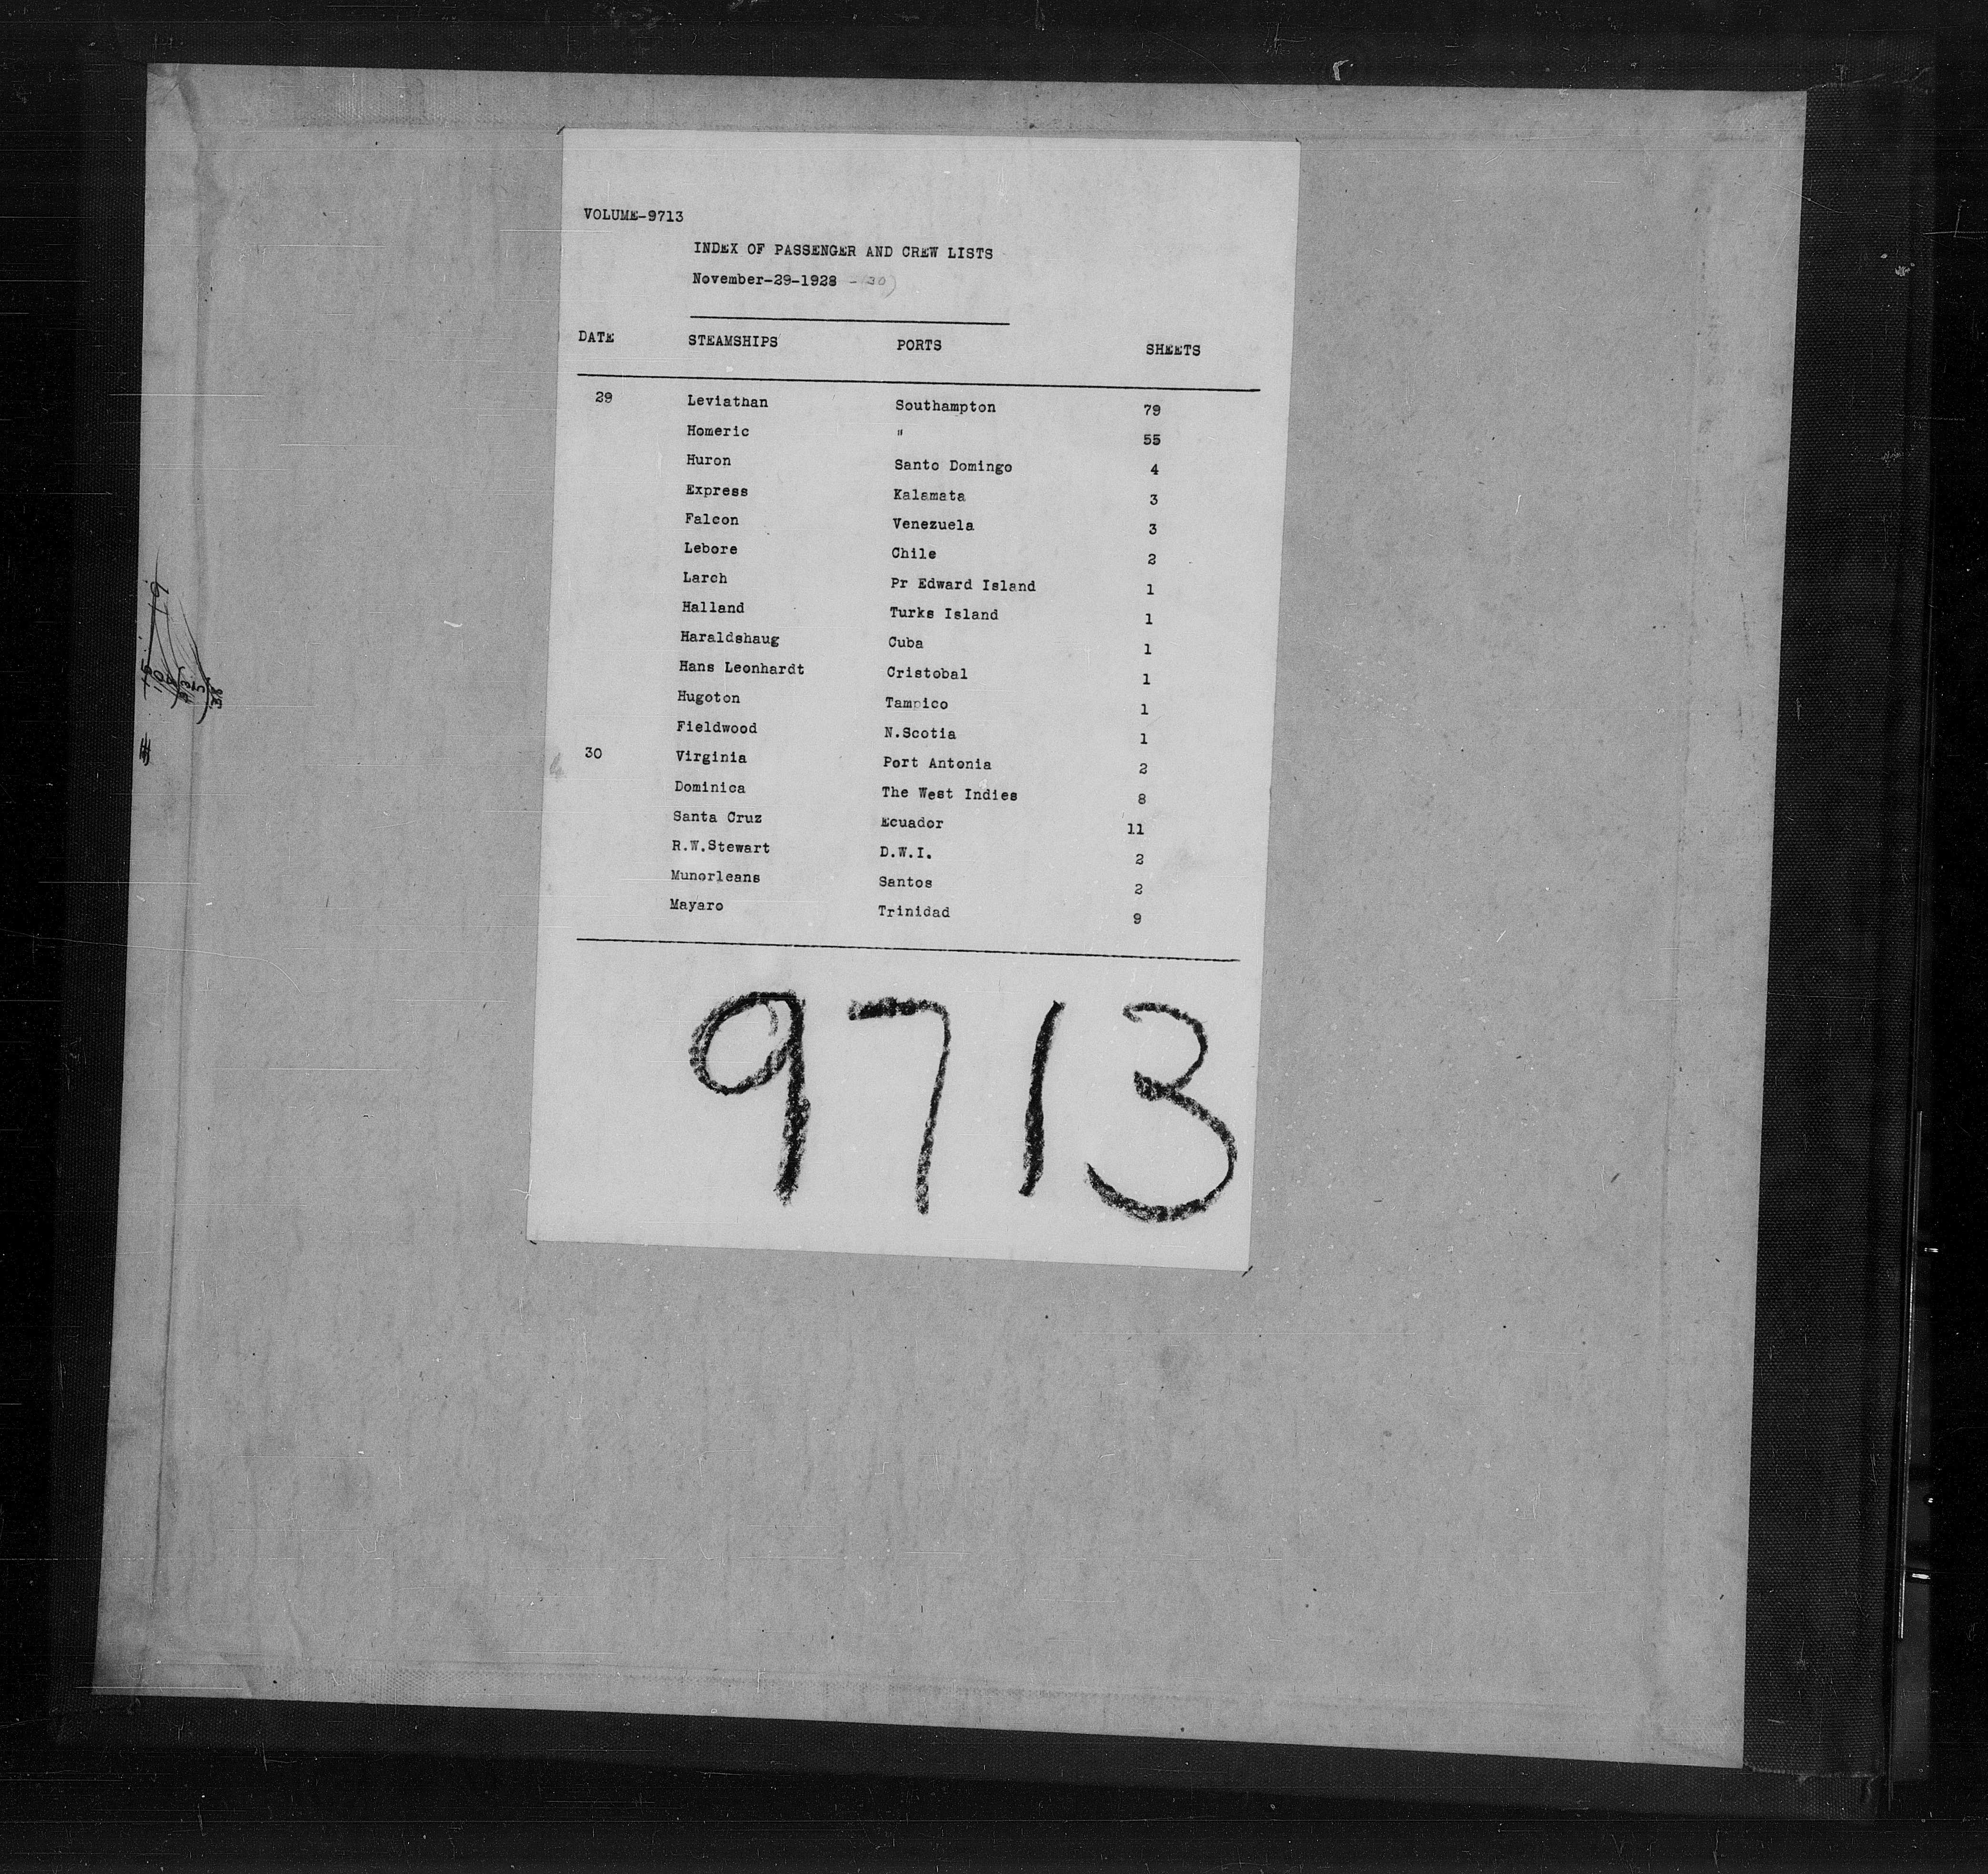 VOLUME-9713
INDEX OF PASSENGER AND CREW LISTS
November-29-1928 -30)
DATE STEAMSHIPS PORTS SHEETS
29 Leviathan Southampton 79
Homeric " 55
Huron Santo Domingo 4
Express Kalamata 3
Falcon Venezuela 3
Lebore Chile 2
Larch Pr Edward Island 1
Halland Turks Island 1
Haraldshaug Cuba 1
Hans Leonhardt Cristobal 1
Hugoton Tampico 1
Fieldwood N.Scotia 1
30 Virginia Port Antonia 2
Dominica The West Indies 8
Santa Cruz Ecuador 11
R.W.Stewart D.W.I. 2
Munorleans Santos 2
Mayaro Trinidad 9
9713